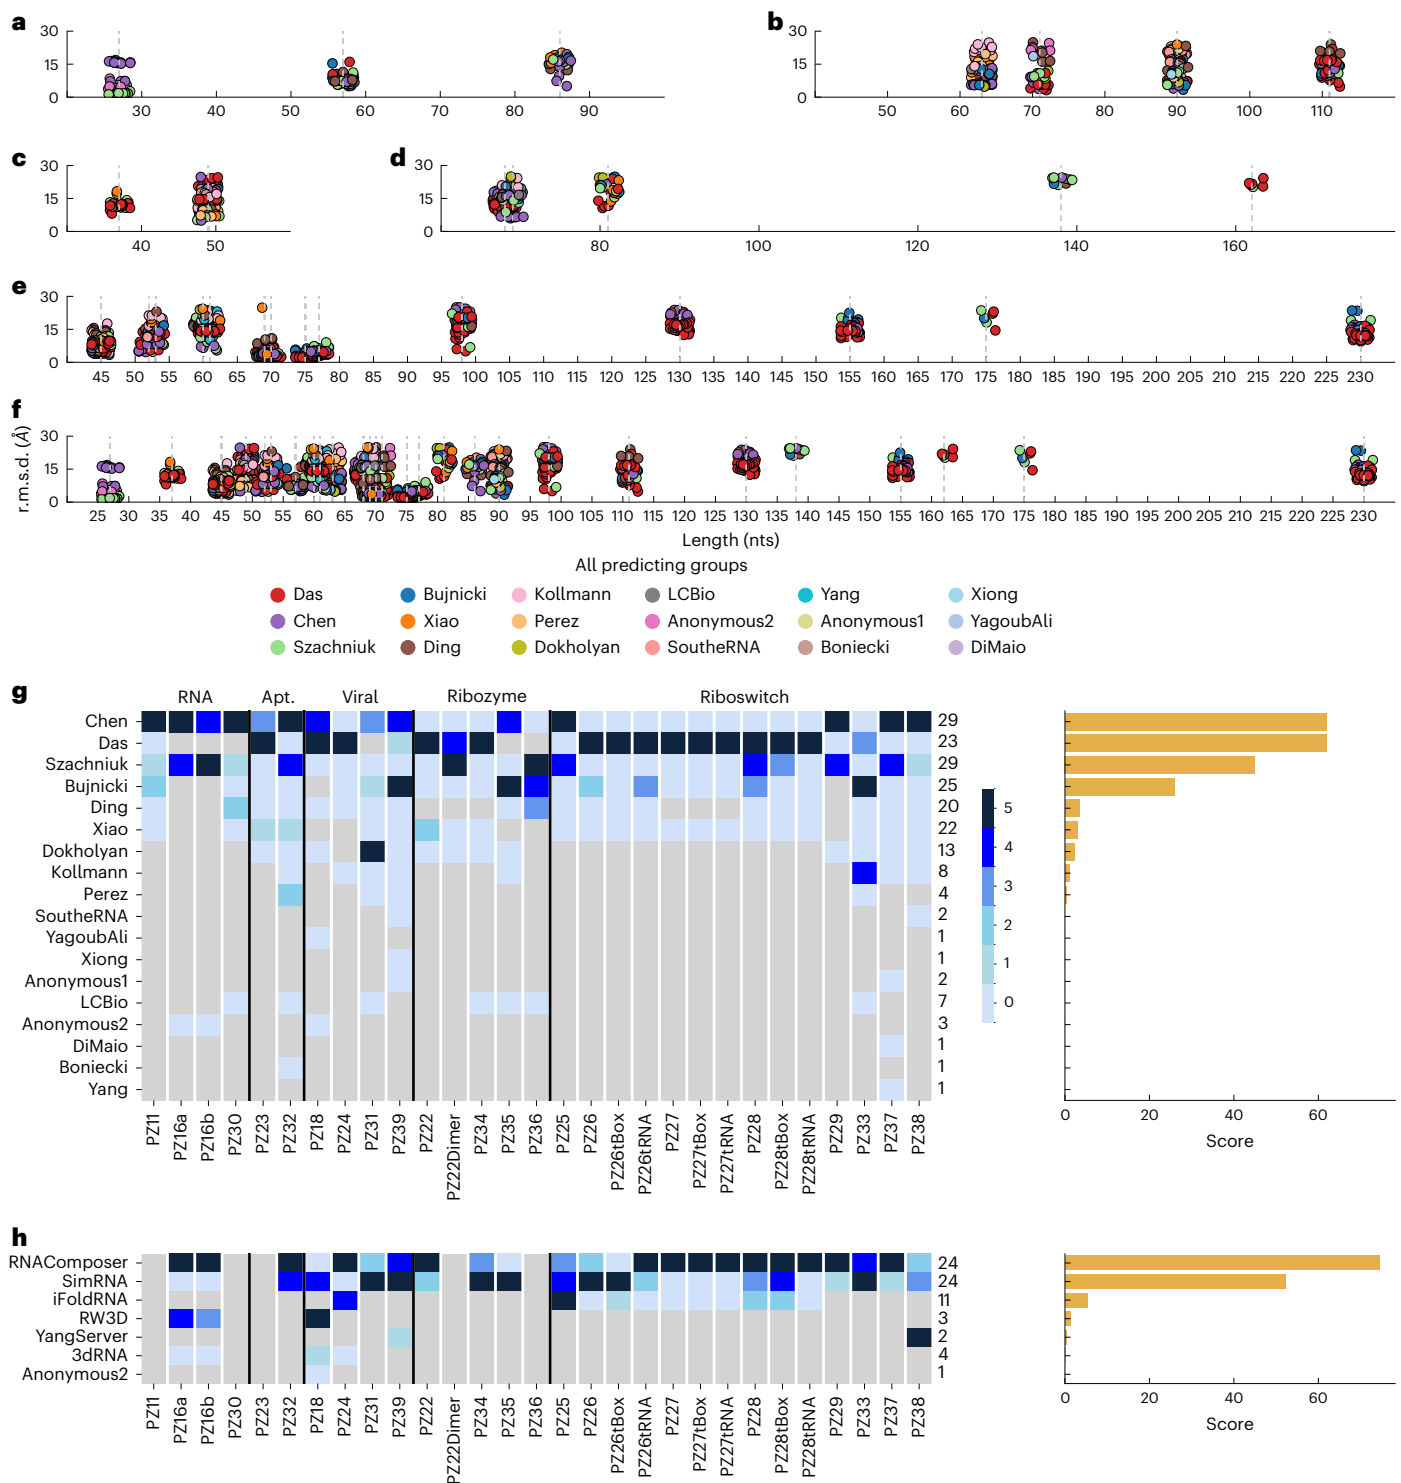 a
30
15
0
30 40 50 60 70 80 90
b
30
15
0
50 60 70 80 90 100 110
c
30
15
0
40 50
d
30
15
0
80 100 120 140 160
e
30
15
0
45 50 55 60 65 70 75 80 85 90 95 100 105 110 115 120 125 130 135 140 145 150 155 160 165 170 175 180 185 190 195 200 205 210 215 220 225 230
f
r.m.s.d. (Å)
30
15
0
25 30 35 40 45 50 55 60 65 70 75 80 85 90 95 100 105 110 115 120 125 130 135 140 145 150 155 160 165 170 175 180 185 190 195 200 205 210 215 220 225 230
Length (nts)
All predicting groups
Das Bujnicki Kollmann LCBio Yang Xiong
Chen Xiao Perez Anonymous2 Anonymous1 YagoubAli
Szachniuk Ding Dokholyan SoutheRNA Boniecki DiMaio
g
RNA Apt. Viral Ribozyme Riboswitch
Chen 29
Das 23
Szachniuk 29
Bujnicki 25
Ding 20
Xiao 22
Dokholyan 13
Kollmann 8
Perez 4
SoutheRNA 2
YagoubAli 1
Xiong 1
Anonymous1 2
LCBio 7
Anonymous2 3
DiMaio 1
Boniecki 1
Yang 1
5
4
3
2
1
0
PZ11 PZ16a PZ16b PZ30 PZ23 PZ32 PZ18 PZ24 PZ31 PZ39 PZ22 PZ22Dimer PZ34 PZ35 PZ36 PZ25 PZ26 PZ26tBox PZ26tRNA PZ27 PZ27tBox PZ27tRNA PZ28 PZ28tBox PZ28tRNA PZ29 PZ33 PZ37 PZ38
0 20 40 60
Score
h
RNAComposer 24
SimRNA 24
iFoldRNA 11
RW3D 3
YangServer 2
3dRNA 4
Anonymous2 1
PZ11 PZ16a PZ16b PZ30 PZ23 PZ32 PZ18 PZ24 PZ31 PZ39 PZ22 PZ22Dimer PZ34 PZ35 PZ36 PZ25 PZ26 PZ26tBox PZ26tRNA PZ27 PZ27tBox PZ27tRNA PZ28 PZ28tBox PZ28tRNA PZ29 PZ33 PZ37 PZ38
0 20 40 60
Score